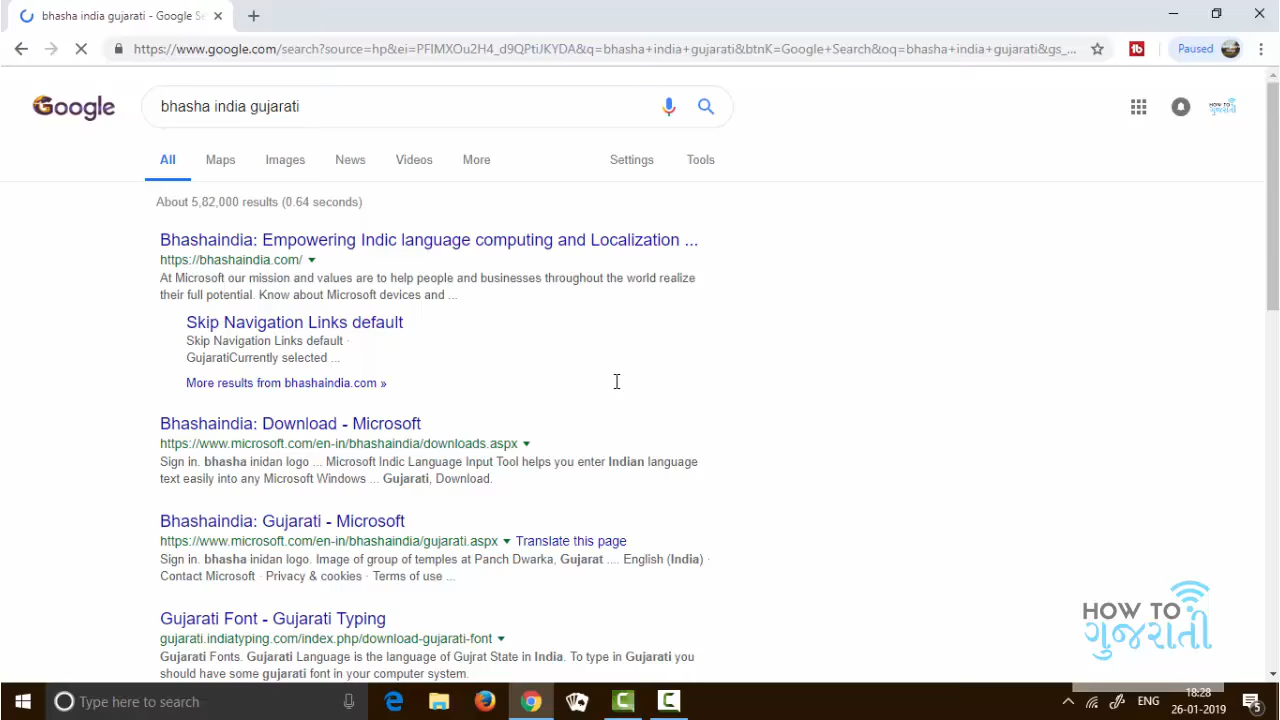 bhasha india gujarati - Google Se
https://www.google.com/search?source=hp&ei=PFIMXOu2H4_d9QPtiJKYDA&q=bhasha+india+gujarati&btnK=Google+Search&oq=bhasha+india+gujarati&gs_...
Paused
Google
bhasha india gujarati
HOW TO ગુજરાતી
All Maps Images News Videos More Settings Tools
About 5,82,000 results (0.64 seconds)
Bhashaindia: Empowering Indic language computing and Localization ...
https://bhashaindia.com/
At Microsoft our mission and values are to help people and businesses throughout the world realize
their full potential. Know about Microsoft devices and ...
Skip Navigation Links default
Skip Navigation Links default ·
GujaratiCurrently selected ...
More results from bhashaindia.com »
Bhashaindia: Download - Microsoft
https://www.microsoft.com/en-in/bhashaindia/downloads.aspx
Sign in. bhasha inidan logo ... Microsoft Indic Language Input Tool helps you enter Indian language
text easily into any Microsoft Windows ... Gujarati, Download.
Bhashaindia: Gujarati - Microsoft
https://www.microsoft.com/en-in/bhashaindia/gujarati.aspx Translate this page
Sign in. bhasha inidan logo. Image of group of temples at Panch Dwarka, Gujarat .... English (India) ·
Contact Microsoft · Privacy & cookies · Terms of use ...
Gujarati Font - Gujarati Typing
gujarati.indiatyping.com/index.php/download-gujarati-font
Gujarati Fonts. Gujarati Language is the language of Gujrat State in India. To type in Gujarati you
should have some gujarati font in your computer system.
HOW TO
ગુજરાતી
Type here to search
ENG
18:28
26-01-2019
5